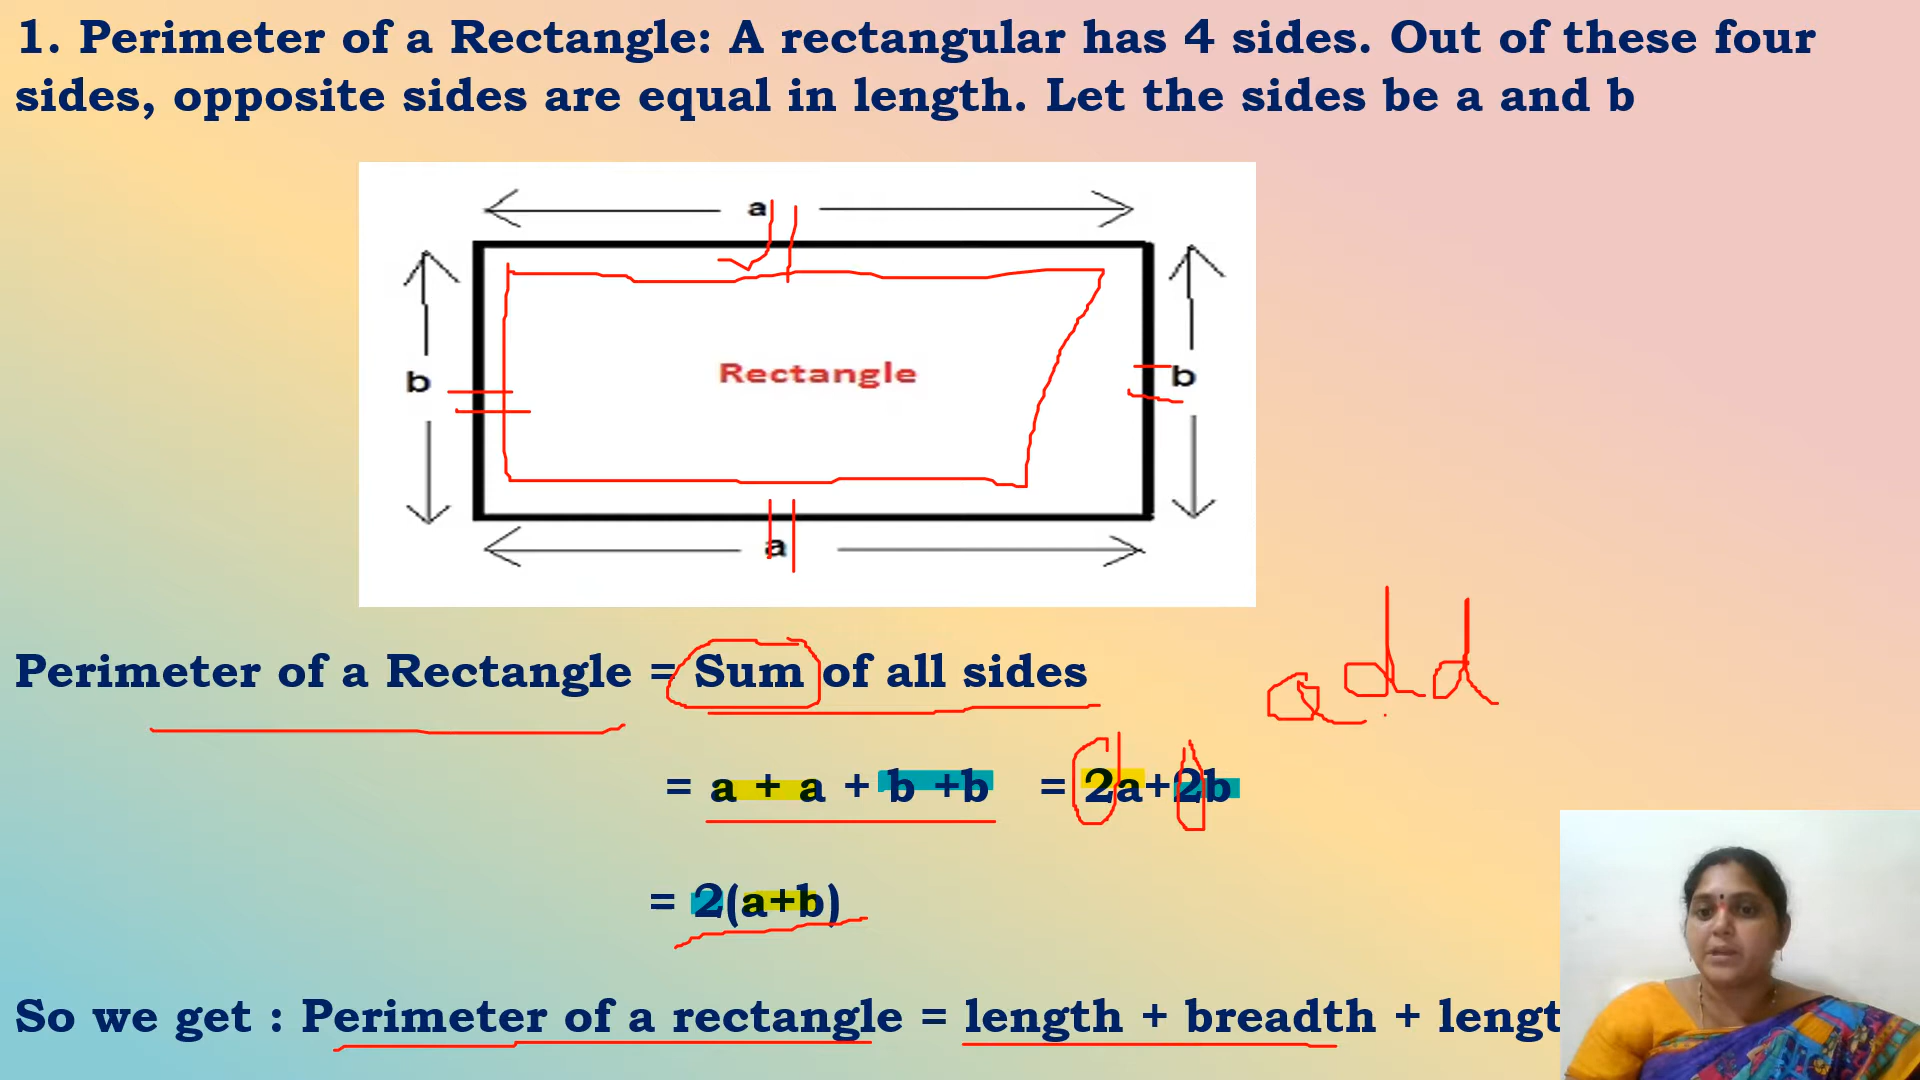 1. Perimeter of a Rectangle: A rectangular has 4 sides. Out of these four
sides, opposite sides are equal in length. Let the sides be a and b
a
b
Rectangle
b
a
Perimeter of a Rectangle = Sum of all sides
add
= a + a + b +b = 2a+2b
= 2(a+b)
So we get : Perimeter of a rectangle = length + breadth + lengt